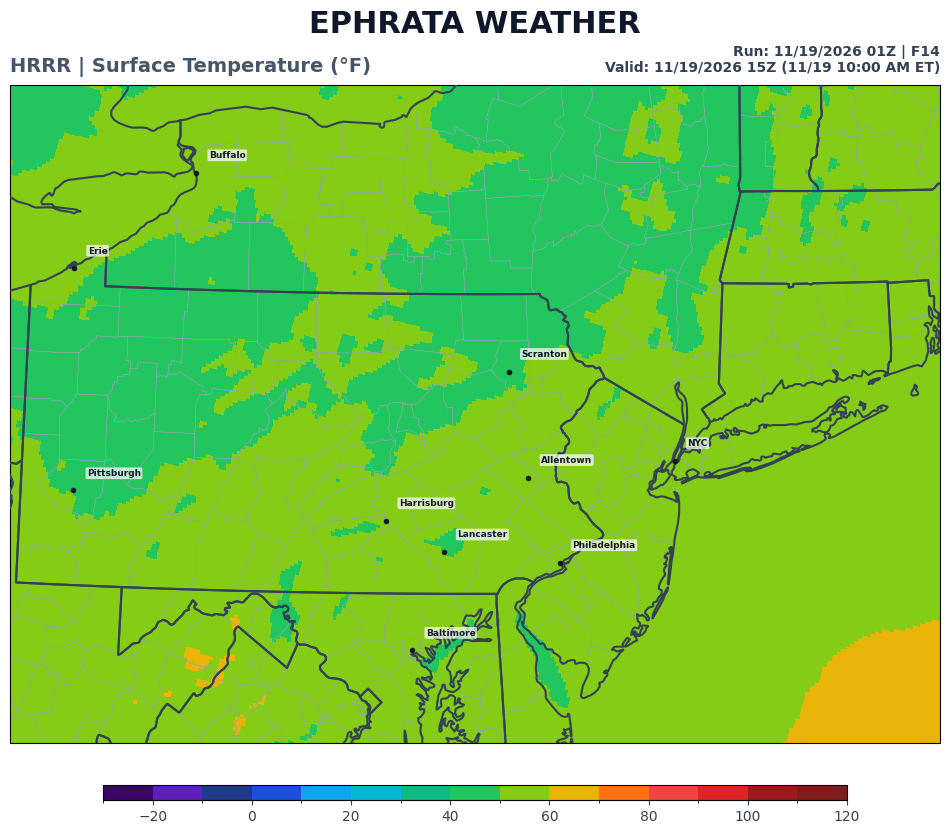 EPHRATA WEATHER
HRRR | Surface Temperature (°F)
Run: 11/19/2026 01Z | F14
Valid: 11/19/2026 15Z (11/19 10:00 AM ET)
Buffalo
Erie
Scranton
NYC
Allentown
Pittsburgh
Harrisburg
Lancaster
Philadelphia
Baltimore
−20 0 20 40 60 80 100 120